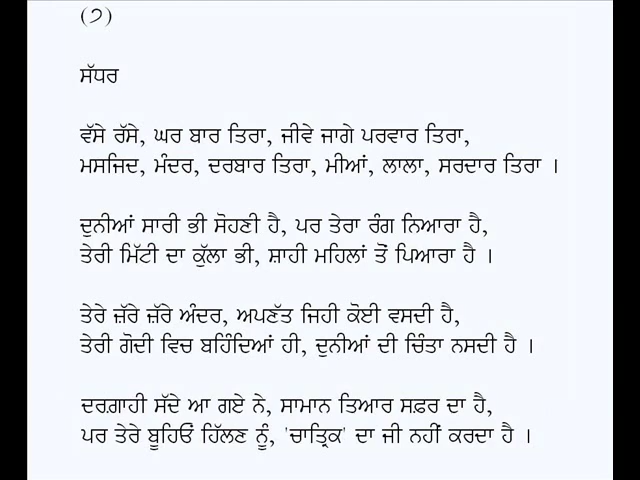 (੭)
ਸੱਧਰ
ਵੱਸੇ ਰੱਸੇ, ਘਰ ਬਾਰ ਤਿਰਾ, ਜੀਵੇ ਜਾਗੇ ਪਰਵਾਰ ਤਿਰਾ,
ਮਸਜਿਦ, ਮੰਦਰ, ਦਰਬਾਰ ਤਿਰਾ, ਮੀਆਂ, ਲਾਲਾ, ਸਰਦਾਰ ਤਿਰਾ ।
ਦੁਨੀਆਂ ਸਾਰੀ ਭੀ ਸੋਹਣੀ ਹੈ, ਪਰ ਤੇਰਾ ਰੰਗ ਨਿਆਰਾ ਹੈ,
ਤੇਰੀ ਮਿੱਟੀ ਦਾ ਕੁੱਲਾ ਭੀ, ਸ਼ਾਹੀ ਮਹਿਲਾਂ ਤੋਂ ਪਿਆਰਾ ਹੈ ।
ਤੇਰੇ ਜ਼ੱਰੇ ਜ਼ੱਰੇ ਅੰਦਰ, ਅਪਣੱਤ ਜਿਹੀ ਕੋਈ ਵਸਦੀ ਹੈ,
ਤੇਰੀ ਗੋਦੀ ਵਿਚ ਬਹਿੰਦਿਆਂ ਹੀ, ਦੁਨੀਆਂ ਦੀ ਚਿੰਤਾ ਨਸਦੀ ਹੈ ।
ਦਰਗ਼ਾਹੀ ਸੱਦੇ ਆ ਗਏ ਨੇ, ਸਾਮਾਨ ਤਿਆਰ ਸਫ਼ਰ ਦਾ ਹੈ,
ਪਰ ਤੇਰੇ ਬੂਹਿਓਂ ਹਿੱਲਣ ਨੂੰ, 'ਚਾਤ੍ਰਿਕ' ਦਾ ਜੀ ਨਹੀਂ ਕਰਦਾ ਹੈ ।